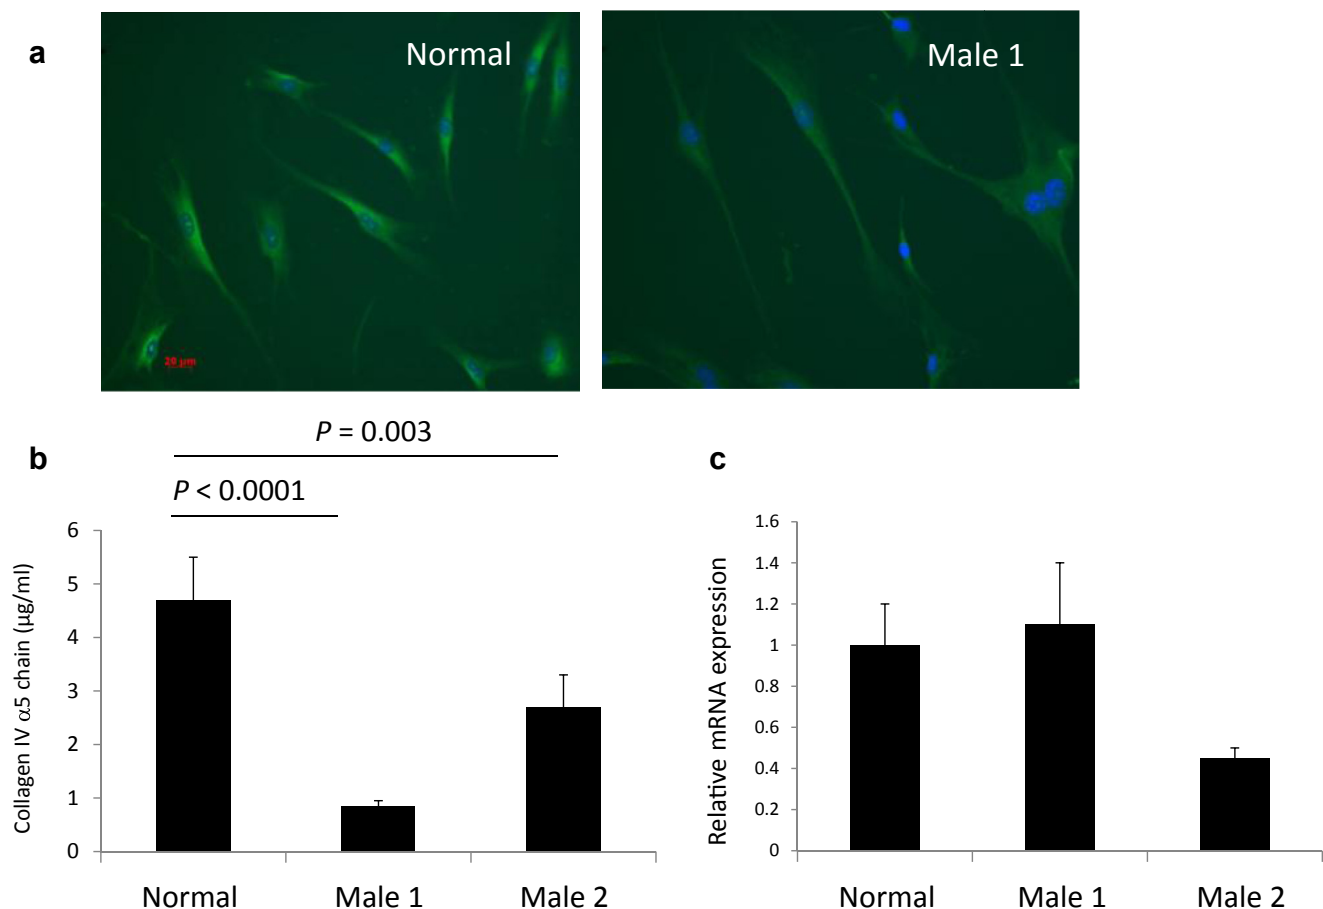 a
Normal
Male 1
20 µm
P = 0.003
b
P < 0.0001
Collagen IV α5 chain (µg/ml)
6
5
4
3
2
1
0
Normal
Male 1
Male 2
c
Relative mRNA expression
1.6
1.4
1.2
1
0.8
0.6
0.4
0.2
0
Normal
Male 1
Male 2